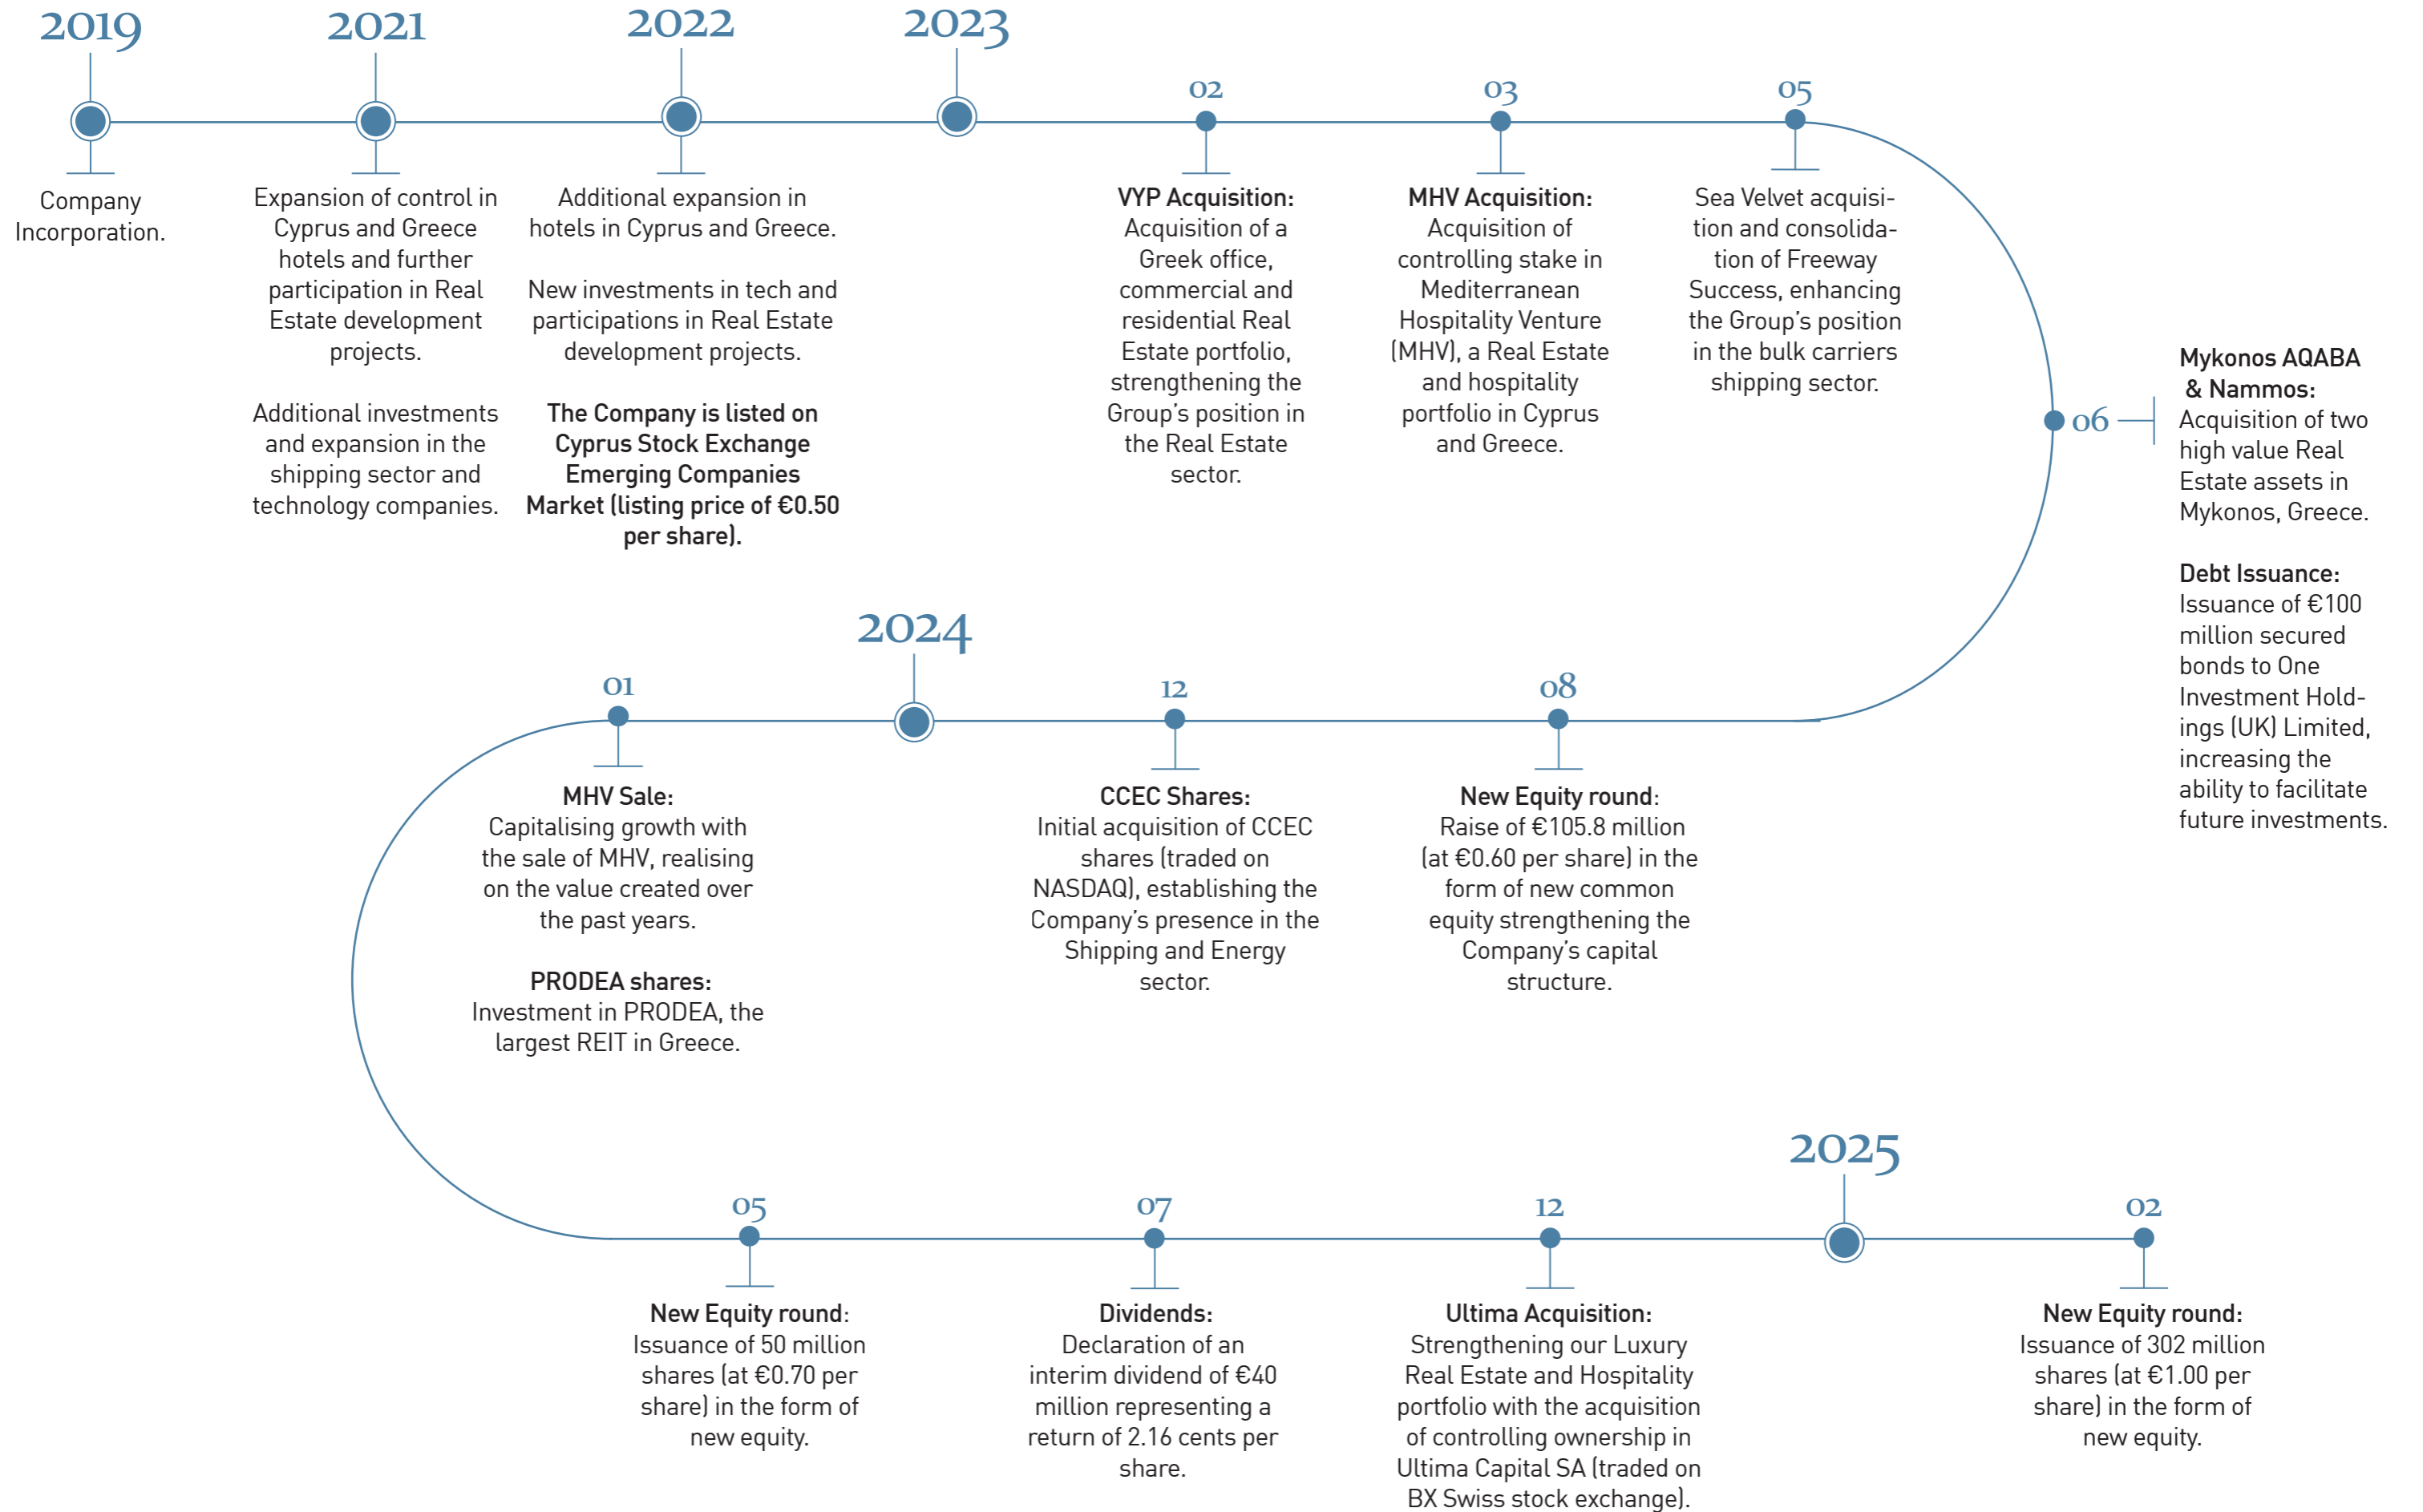 2019
Company
Incorporation.
2021
Expansion of control in
Cyprus and Greece
hotels and further
participation in Real
Estate development
projects.
Additional investments
and expansion in the
shipping sector and
technology companies.
2022
Additional expansion in
hotels in Cyprus and Greece.
New investments in tech and
participations in Real Estate
development projects.
The Company is listed on
Cyprus Stock Exchange
Emerging Companies
Market (listing price of €0.50
per share).
2023
02
VYP Acquisition:
Acquisition of a
Greek office,
commercial and
residential Real
Estate portfolio,
strengthening the
Group's position in
the Real Estate
sector.
03
MHV Acquisition:
Acquisition of
controlling stake in
Mediterranean
Hospitality Venture
(MHV), a Real Estate
and hospitality
portfolio in Cyprus
and Greece.
05
Sea Velvet acquisi-
tion and consolida-
tion of Freeway
Success, enhancing
the Group's position
in the bulk carriers
shipping sector.
06
Mykonos AQABA
& Nammos:
Acquisition of two
high value Real
Estate assets in
Mykonos, Greece.
Debt Issuance:
Issuance of €100
million secured
bonds to One
Investment Hold-
ings (UK) Limited,
increasing the
ability to facilitate
future investments.
08
New Equity round:
Raise of €105.8 million
(at €0.60 per share) in the
form of new common
equity strengthening the
Company's capital
structure.
12
CCEC Shares:
Initial acquisition of CCEC
shares (traded on
NASDAQ), establishing the
Company's presence in the
Shipping and Energy
sector.
2024
01
MHV Sale:
Capitalising growth with
the sale of MHV, realising
on the value created over
the past years.
PRODEA shares:
Investment in PRODEA, the
largest REIT in Greece.
05
New Equity round:
Issuance of 50 million
shares (at €0.70 per
share) in the form of
new equity.
07
Dividends:
Declaration of an
interim dividend of €40
million representing a
return of 2.16 cents per
share.
12
Ultima Acquisition:
Strengthening our Luxury
Real Estate and Hospitality
portfolio with the acquisition
of controlling ownership in
Ultima Capital SA (traded on
BX Swiss stock exchange).
2025
02
New Equity round:
Issuance of 302 million
shares (at €1.00 per
share) in the form of
new equity.